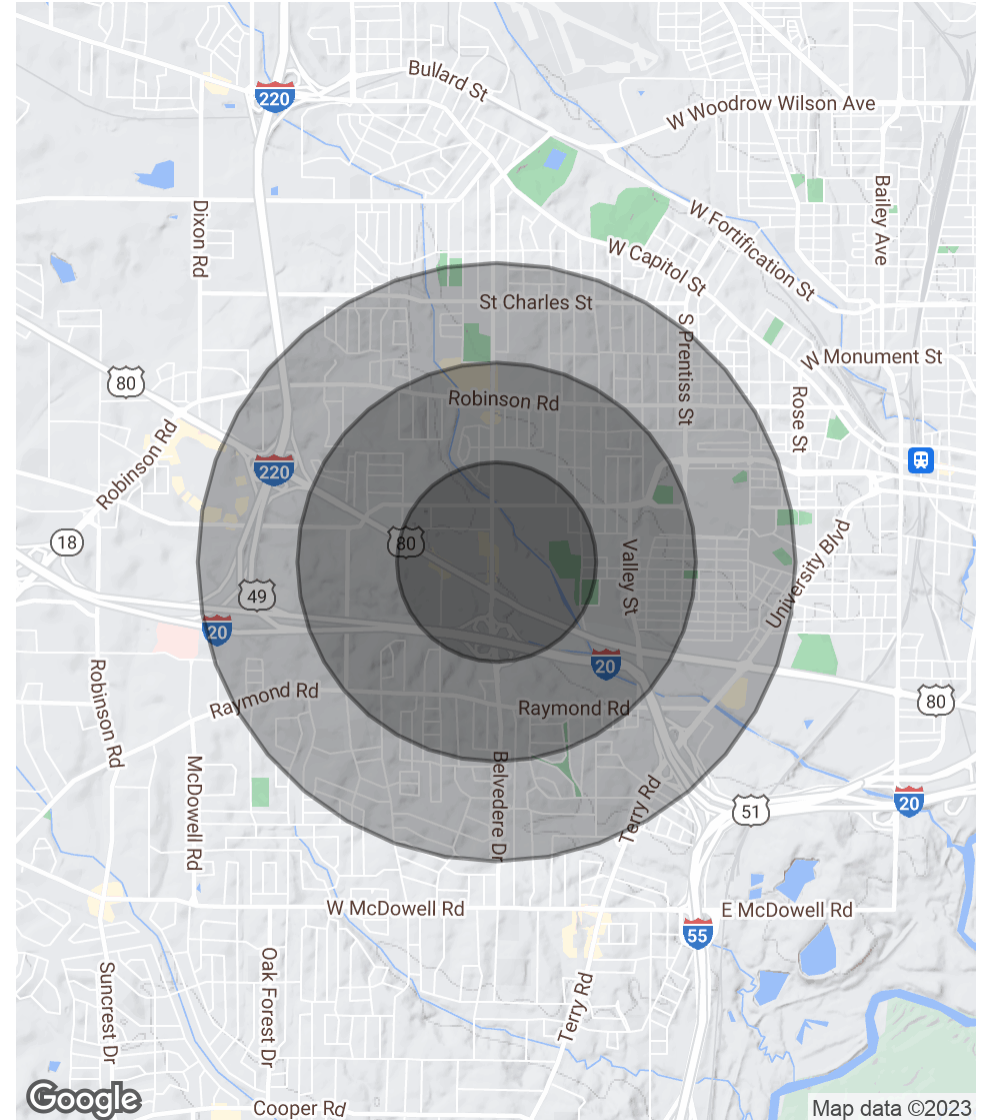 Bullard St
220
W Woodrow Wilson Ave
Bailey Ave
Dixon Rd
W Fortification St
W Capitol St
St Charles St
S Prentiss St
W Monument St
80
Robinson Rd
Rose St
Robinson Rd
220
18
80
Valley St
University Blvd
49
20
20
Robinson Rd
Raymond Rd
Raymond Rd
80
McDowell Rd
Belvedere Dr
Terry Rd
51
20
W McDowell Rd
E McDowell Rd
55
Suncrest Dr
Oak Forest Dr
Terry Rd
Google
Cooper Rd
Map data ©2023